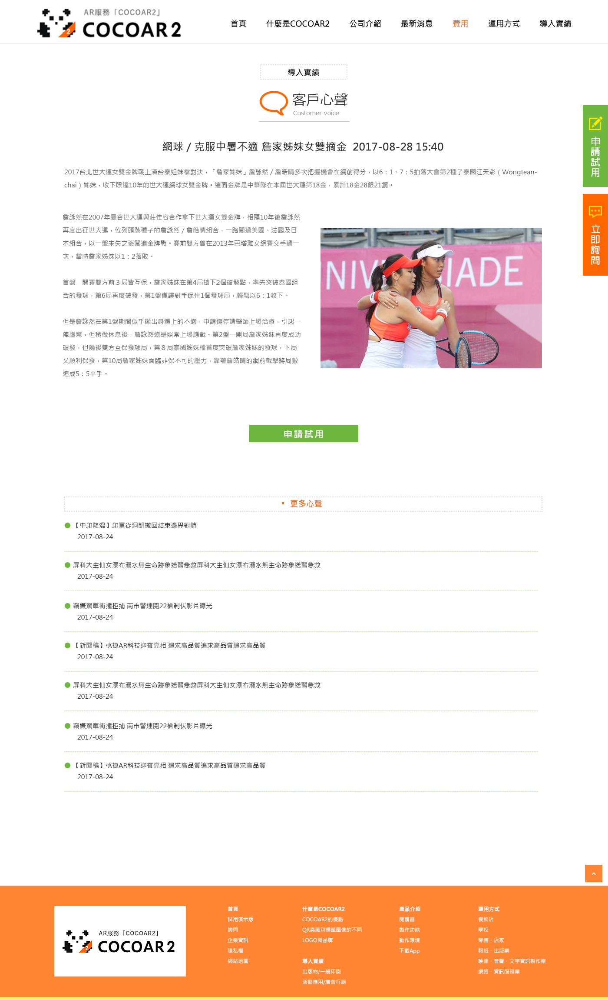 AR服務「COCOAR2」
COCOAR2
2
首頁
什麼是COCOAR2
公司介紹
最新消息
費用
運用方式
導入實績
導入實績
客戶心聲
Customer voice
申請試用
立即詢問
網球 / 克服中暑不適 詹家姊妹女雙摘金 2017-08-28 15:40
2017台北世大運女雙金牌戰上演台泰姐妹檔對決，「詹家姊妹」詹詠然 / 詹皓晴多次把握機會在網前得分，以6：1、7：5拍落大會第2種子泰國汪天彩（Wongtean-
chai）姊妹，收下睽違10年的世大運網球女雙金牌。這面金牌是中華隊在本屆世大運第18金，累計18金28銀21銅。
詹詠然在2007年曼谷世大運與莊佳容合作拿下世大運女雙金牌，相隔10年後詹詠然
再度出征世大運，位列頭號種子的詹詠然 / 詹皓晴組合，一路闖過美國、法國及日
本組合，以一盤未失之姿闖進金牌戰。賽前雙方曾在2013年芭塔雅女網賽交手過一
次，當時詹家姊妹以1：2落敗。
首盤一開賽雙方前３局皆互保，詹家姊妹在第4局搶下2個破發點，率先突破泰國組
合的發球，第6局再度破發，第1盤僅讓對手保住1個發球局，輕鬆以6：1收下。
但是詹詠然在第1盤期間似乎顯出身體上的不適，申請傷停請醫師上場治療，引起一
陣虛驚，但稍做休息後，詹詠然還是照常上場應戰。第2盤一開局詹家姊妹再度成功
破發，但隨後雙方互保發球局，第８局泰國姊妹檔首度突破詹家姊妹的發球，下局
又順利保發，第10局詹家姊妹面臨非保不可的壓力，靠著詹皓晴的網前截擊將局數
追成5：5平手。
NIV IADE
申請試用
更多心聲
【中印降溫】印軍從洞朗撤回結束邊界對峙
2017-08-24
屏科大生仙女瀑布溺水無生命跡象送醫急救屏科大生仙女瀑布溺水無生命跡象送醫急救
2017-08-24
竊嫌駕車衝撞拒捕 南市警連開22槍制伏影片曝光
2017-08-24
【新聞稿】桃捷AR科技迎賓亮相 追求高品質追求高品質追求高品質
2017-08-24
屏科大生仙女瀑布溺水無生命跡象送醫急救屏科大生仙女瀑布溺水無生命跡象送醫急救
2017-08-24
竊嫌駕車衝撞拒捕 南市警連開22槍制伏影片曝光
2017-08-24
【新聞稿】桃捷AR科技迎賓亮相 追求高品質追求高品質追求高品質
2017-08-24
AR服務「COCOAR2」
COCOAR2
2
首頁
試用演示版
詢問
企業資訊
隱私權
網站地圖
什麼是COCOAR2
COCOAR2的優點
QR與識別標籤圖像的不同
LOGO與品牌
導入實績
出版物/一般印刷
活動應用/廣告行銷
產品介紹
閱讀器
製作功能
動作環境
下載App
運用方式
餐飲店
學校
零售．店家
報紙．出版業
映像．音聲．文字資訊製作業
網路．資訊服務業